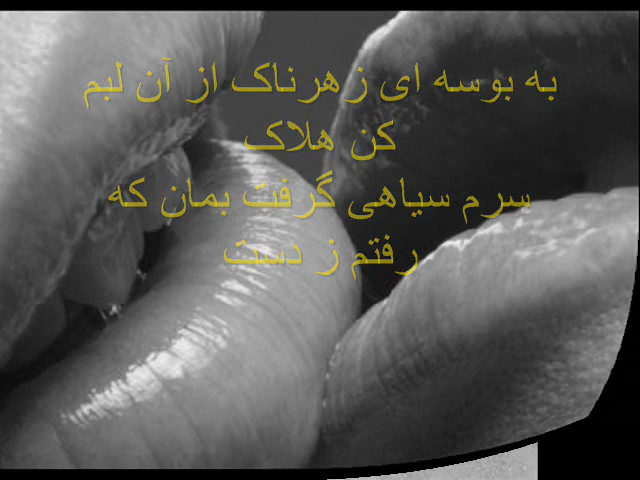 به بوسه ای زهرناک از آن لبم
کن هلاک
سرم سیاهی گرفت بمان که
رفتم ز دست